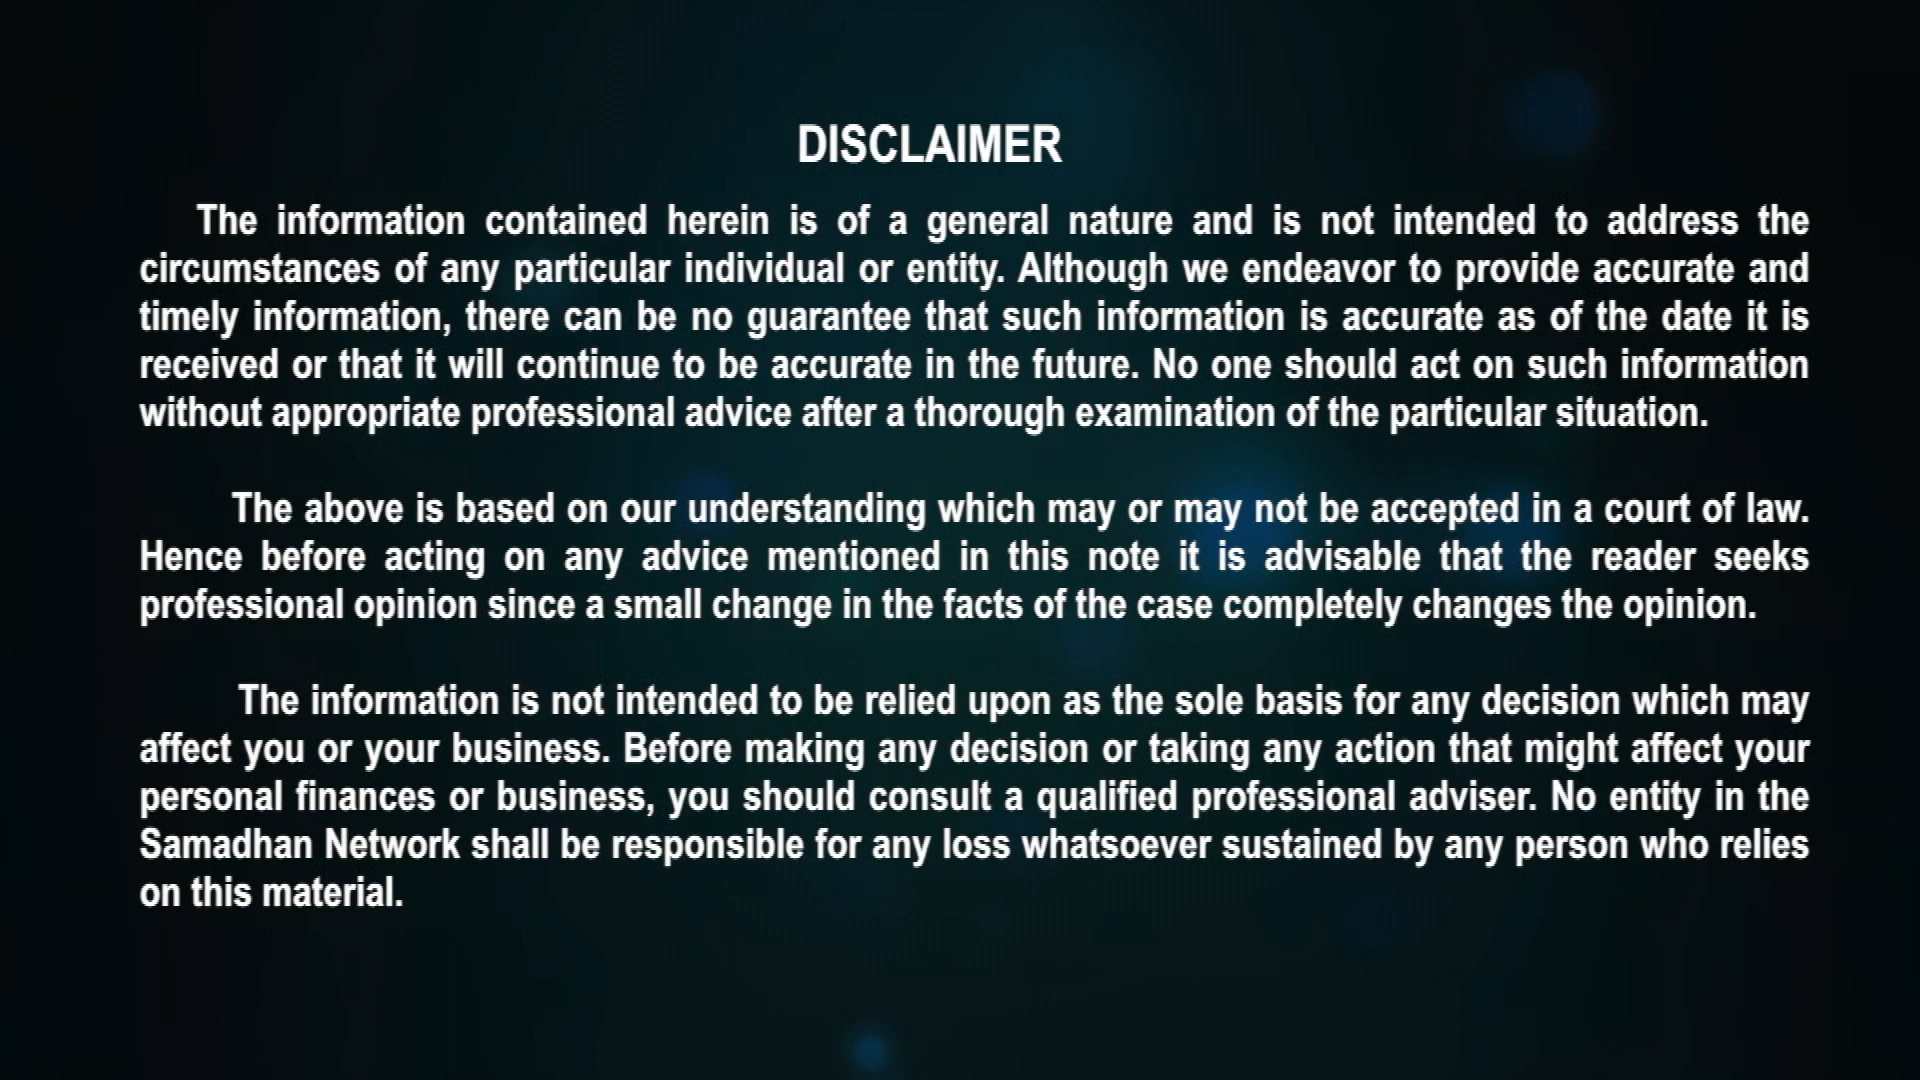 DISCLAIMER
The information contained herein is of a general nature and is not intended to address the
circumstances of any particular individual or entity. Although we endeavor to provide accurate and
timely information, there can be no guarantee that such information is accurate as of the date it is
received or that it will continue to be accurate in the future. No one should act on such information
without appropriate professional advice after a thorough examination of the particular situation.
The above is based on our understanding which may or may not be accepted in a court of law.
Hence before acting on any advice mentioned in this note it is advisable that the reader seeks
professional opinion since a small change in the facts of the case completely changes the opinion.
The information is not intended to be relied upon as the sole basis for any decision which may
affect you or your business. Before making any decision or taking any action that might affect your
personal finances or business, you should consult a qualified professional adviser. No entity in the
Samadhan Network shall be responsible for any loss whatsoever sustained by any person who relies
on this material.